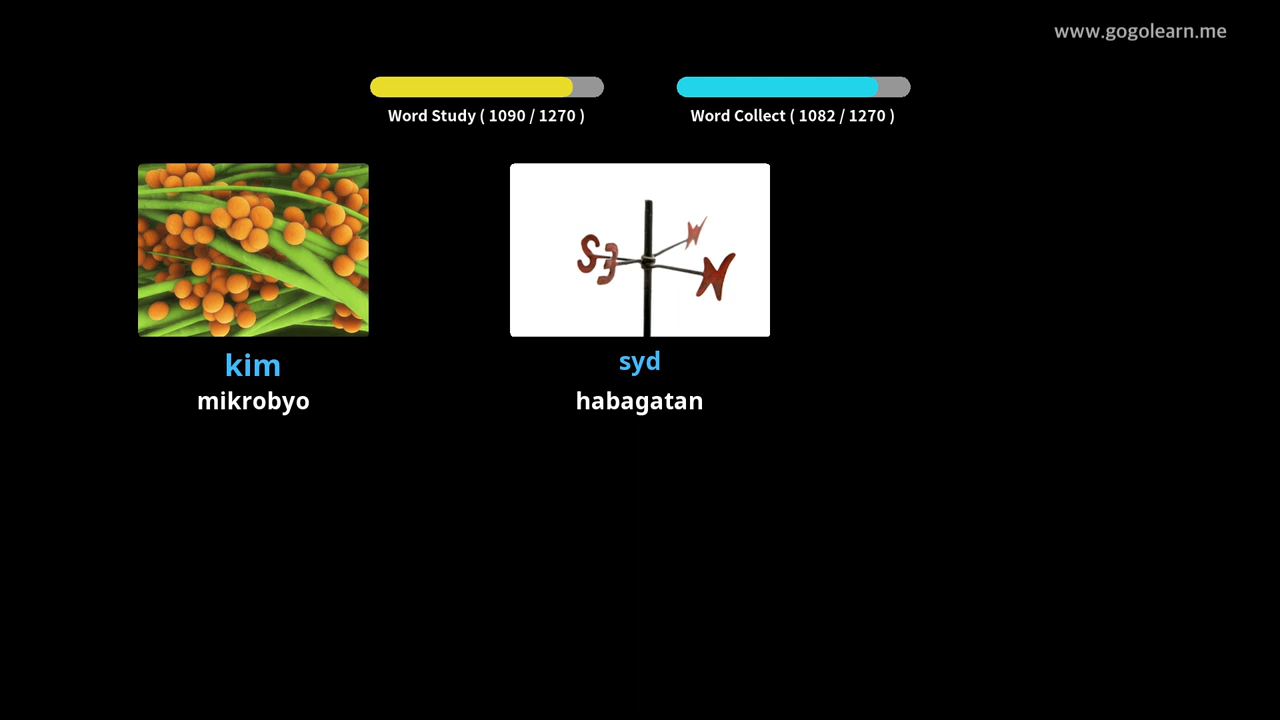 www.gogolearn.me
Word Study ( 1090 / 1270 )
Word Collect ( 1082 / 1270 )
S E N W
kim
mikrobyo
syd
habagatan